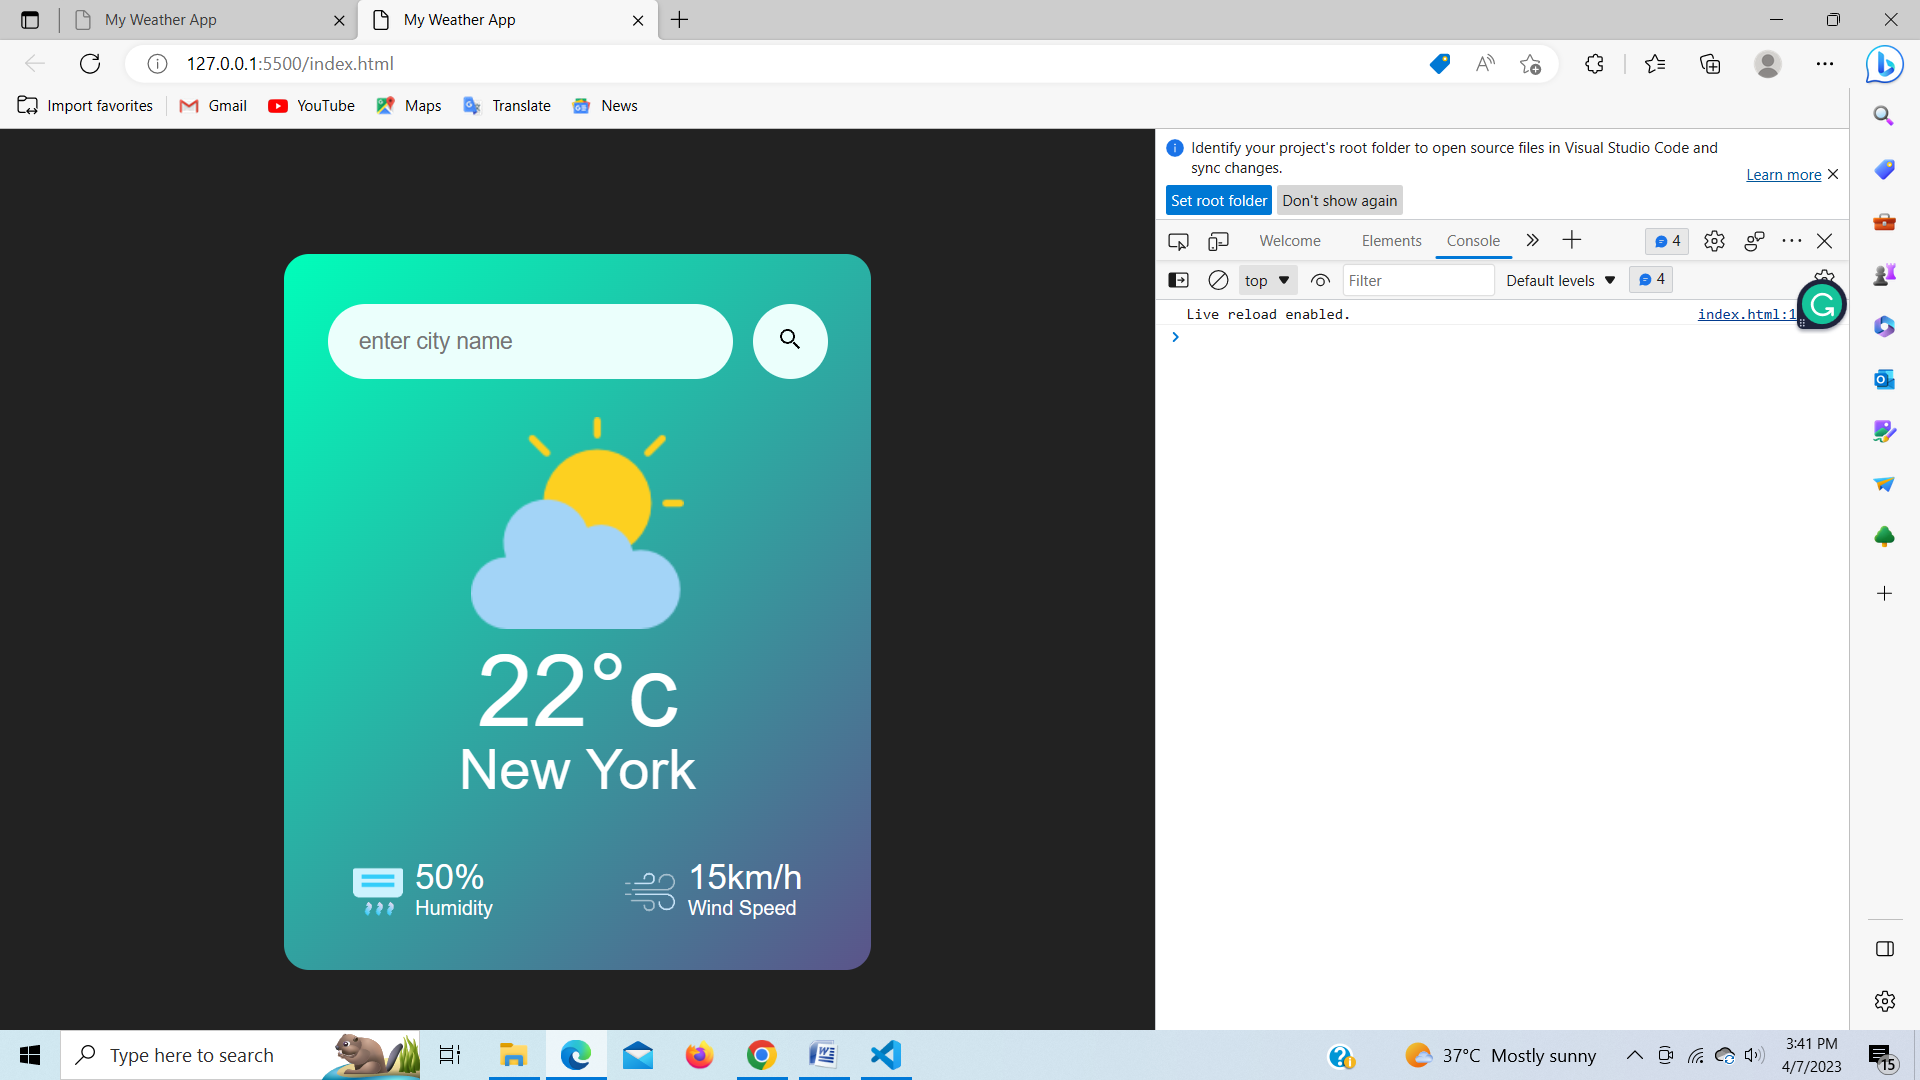 My Weather App
My Weather App
127.0.0.1:5500/index.html
Import favorites
Gmail
YouTube
Maps
Translate
News
Identify your project's root folder to open source files in Visual Studio Code and
sync changes.
Learn more
Set root folder
Don't show again
Welcome
Elements
Console
4
top
Filter
Default levels
4
Live reload enabled.
index.html:1
enter city name
22°c
New York
50%
Humidity
15km/h
Wind Speed
Type here to search
37°C Mostly sunny
3:41 PM
4/7/2023
15